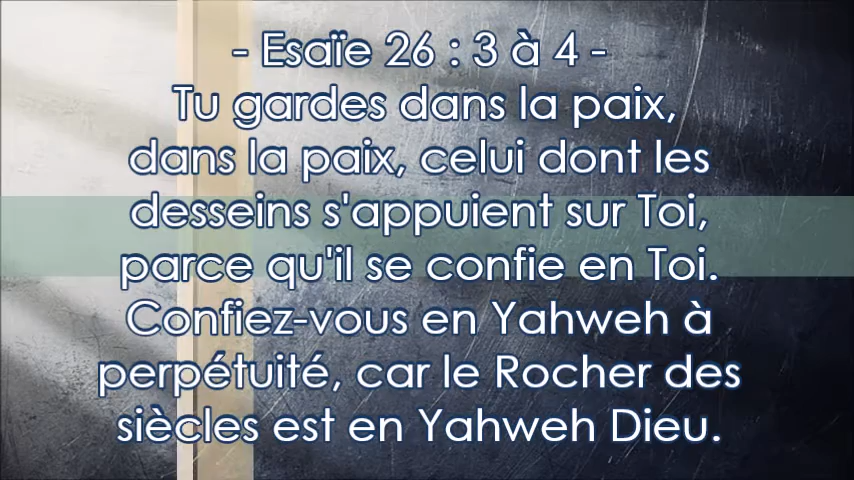 - Esaïe 26 : 3 à 4 -
Tu gardes dans la paix,
dans la paix, celui dont les
desseins s'appuient sur Toi,
parce qu'il se confie en Toi.
Confiez-vous en Yahweh à
perpétuité, car le Rocher des
siècles est en Yahweh Dieu.